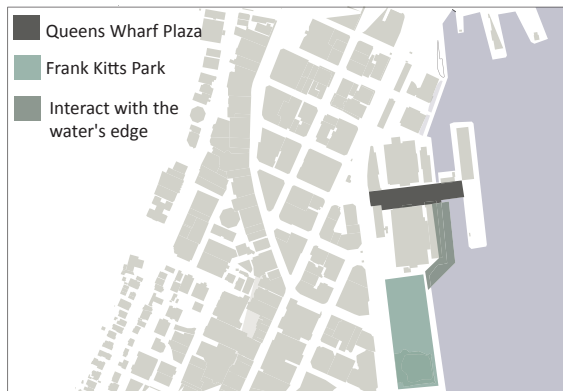 Queens Wharf Plaza
Frank Kitts Park
Interact with the
water's edge